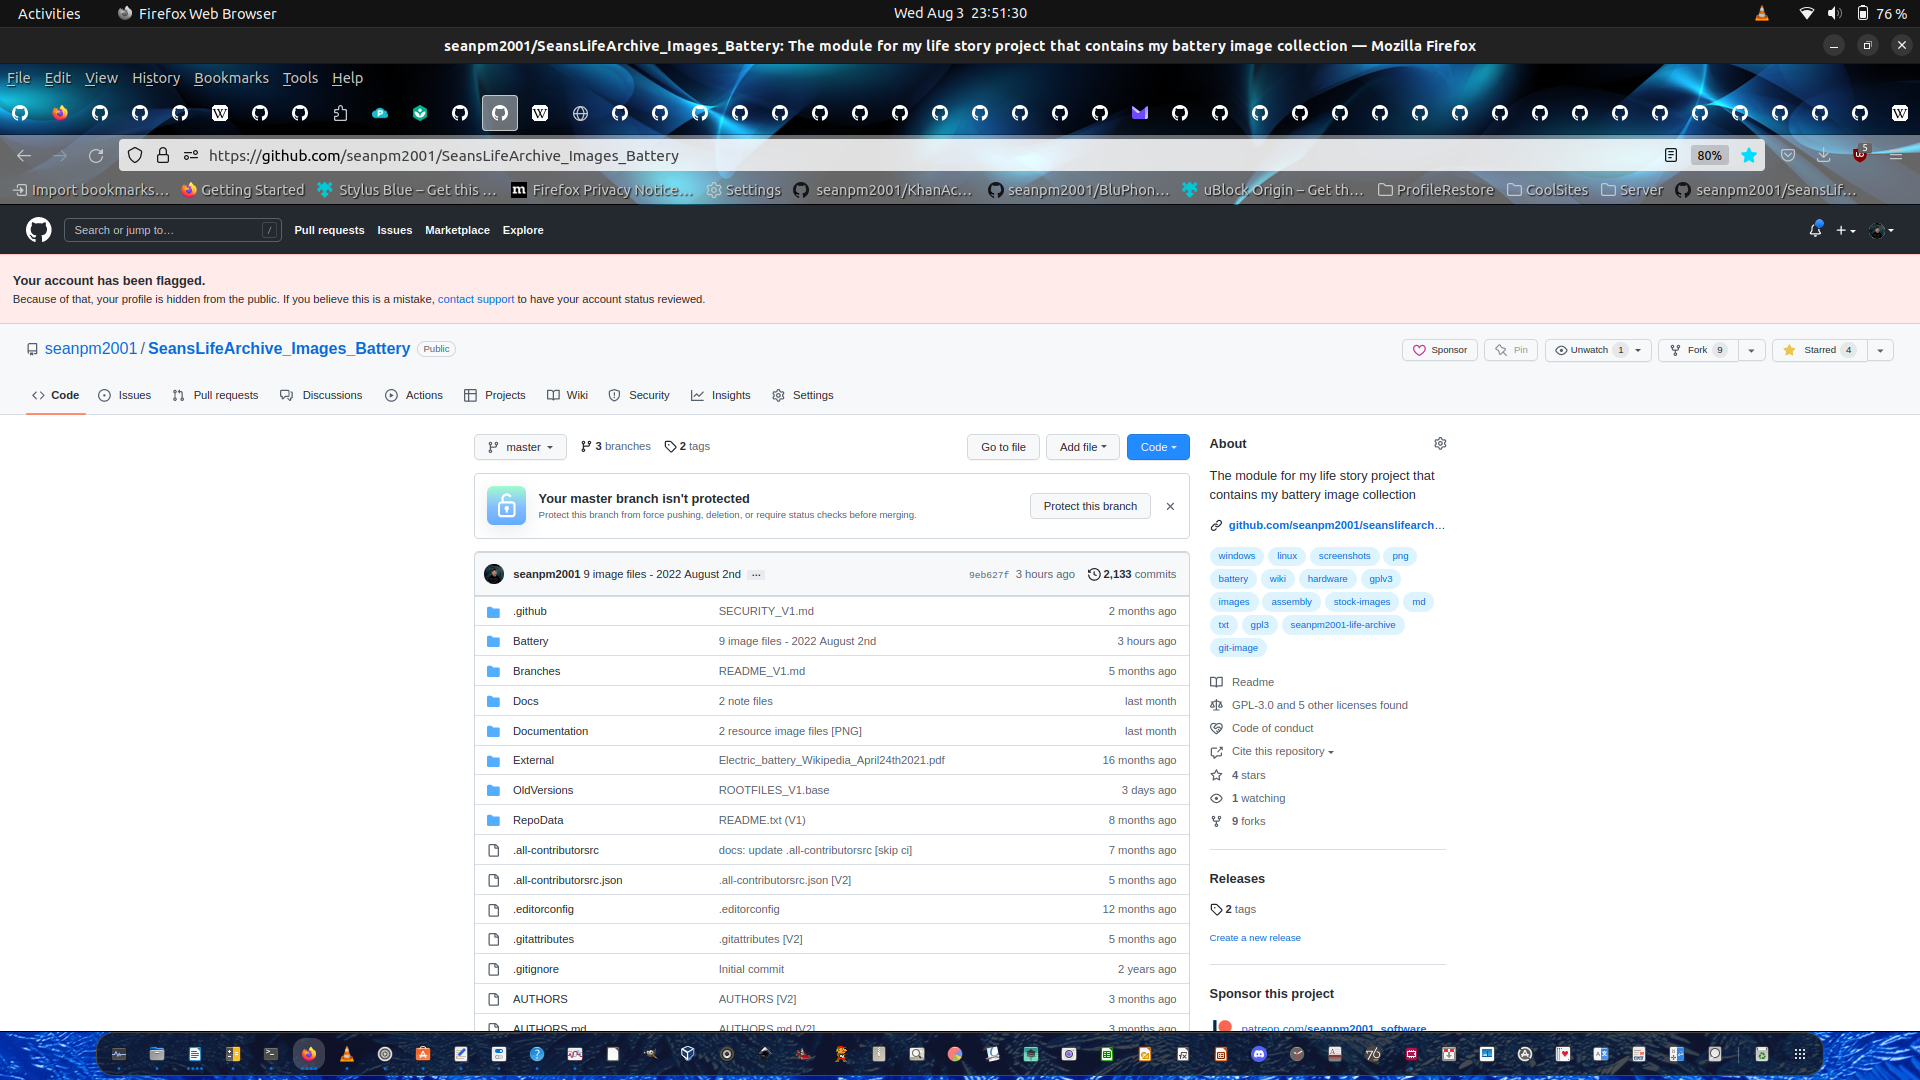 Activities
Firefox Web Browser
Wed Aug 3 23:51:30
76 %
seanpm2001/SeansLifeArchive_Images_Battery: The module for my life story project that contains my battery image collection — Mozilla Firefox
File Edit View History Bookmarks Tools Help
https://github.com/seanpm2001/SeansLifeArchive_Images_Battery
80%
5
Import bookmarks…
Getting Started
Stylus Blue – Get this …
Firefox Privacy Notice…
Settings
seanpm2001/KhanAc…
seanpm2001/BluPhon…
uBlock Origin – Get th…
ProfileRestore
CoolSites
Server
seanpm2001/SeansLif…
Search or jump to…
/
Pull requests
Issues
Marketplace
Explore
Your account has been flagged.
Because of that, your profile is hidden from the public. If you believe this is a mistake, contact support to have your account status reviewed.
seanpm2001 / SeansLifeArchive_Images_Battery
Public
Sponsor
Pin
Unwatch 1
Fork 9
Starred 4
Code
Issues
Pull requests
Discussions
Actions
Projects
Wiki
Security
Insights
Settings
master
3 branches
2 tags
Go to file
Add file
Code
Your master branch isn't protected
Protect this branch from force pushing, deletion, or require status checks before merging.
Protect this branch
seanpm2001 9 image files - 2022 August 2nd
9eb627f 3 hours ago
2,133 commits
.github SECURITY_V1.md 2 months ago
Battery 9 image files - 2022 August 2nd 3 hours ago
Branches README_V1.md 5 months ago
Docs 2 note files last month
Documentation 2 resource image files [PNG] last month
External Electric_battery_Wikipedia_April24th2021.pdf 16 months ago
OldVersions ROOTFILES_V1.base 3 days ago
RepoData README.txt (V1) 8 months ago
.all-contributorsrc docs: update .all-contributorsrc [skip ci] 7 months ago
.all-contributorsrc.json .all-contributorsrc.json [V2] 5 months ago
.editorconfig .editorconfig 12 months ago
.gitattributes .gitattributes [V2] 5 months ago
.gitignore Initial commit 2 years ago
AUTHORS AUTHORS [V2] 3 months ago
AUTHORS.md AUTHORS.md [V2] 3 months ago
About
The module for my life story project that
contains my battery image collection
github.com/seanpm2001/seanslifearch…
windows linux screenshots png
battery wiki hardware gplv3
images assembly stock-images md
txt gpl3 seanpm2001-life-archive
git-image
Readme
GPL-3.0 and 5 other licenses found
Code of conduct
Cite this repository
4 stars
1 watching
9 forks
Releases
2 tags
Create a new release
Sponsor this project
patreon.com/seanpm2001_software